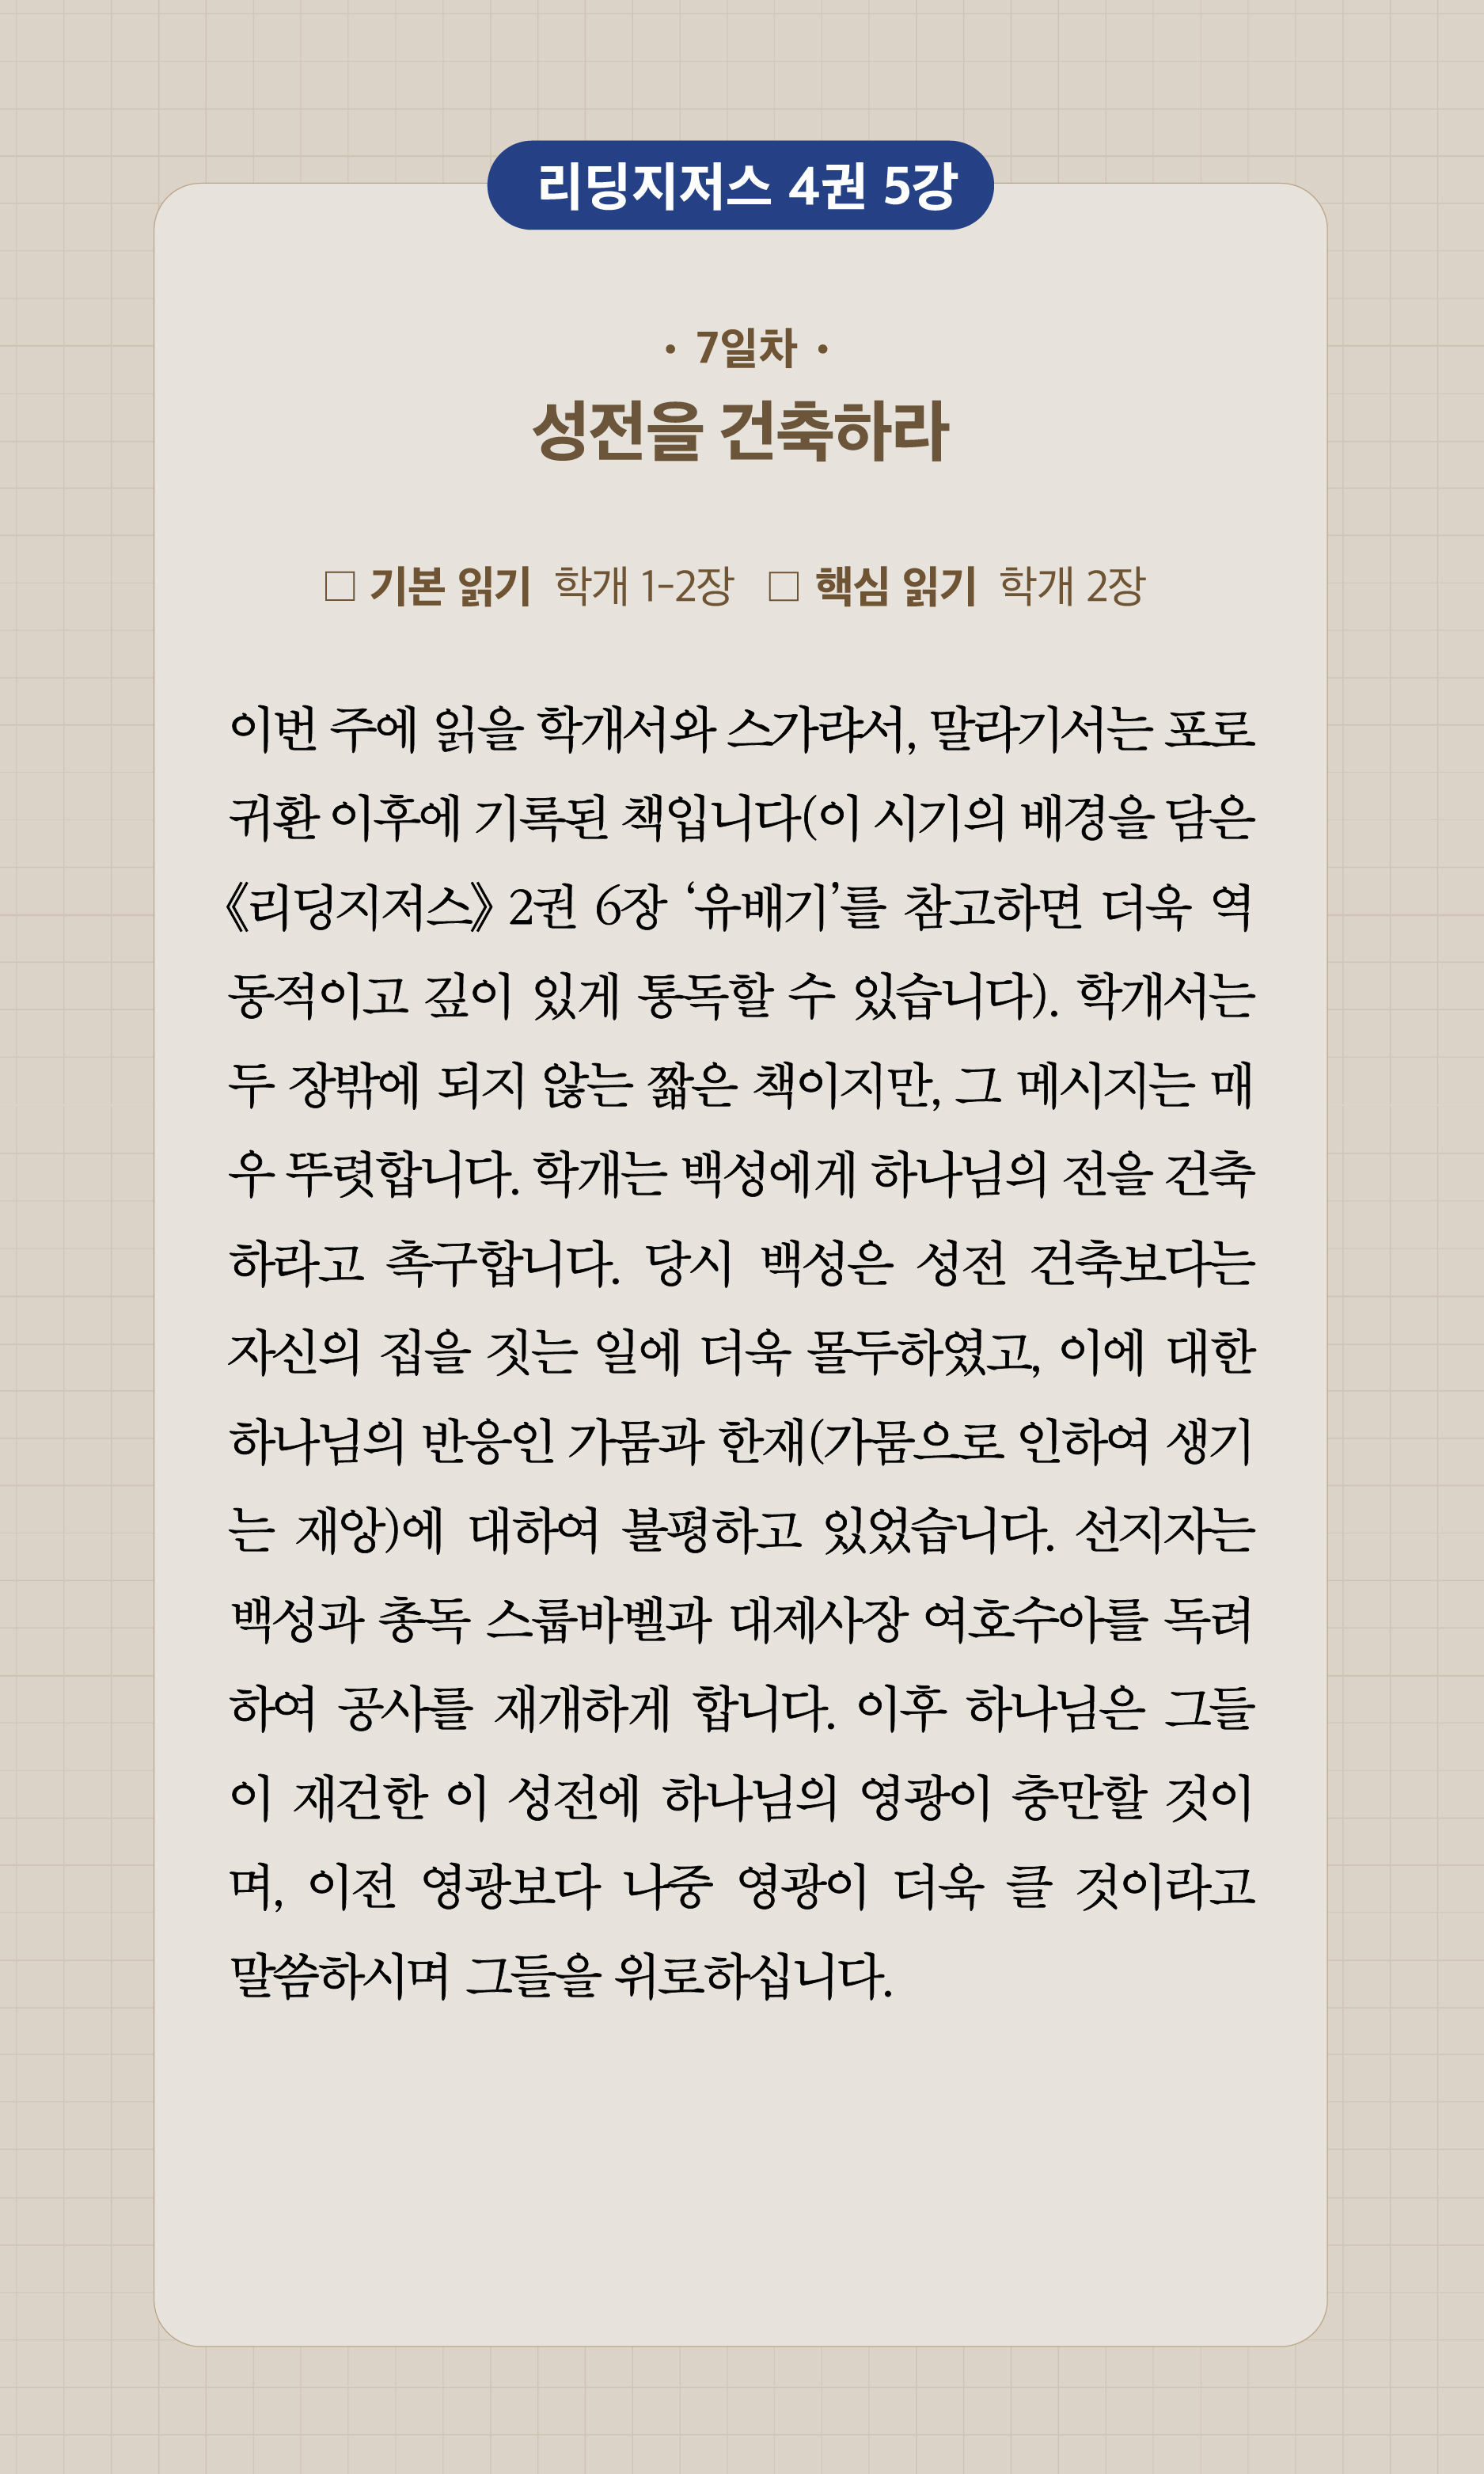 리딩지저스 4권 5강
· 7일차 ·
성전을 건축하라
□ 기본 읽기 학개 1-2장 □ 핵심 읽기 학개 2장
이번 주에 읽을 학개서와 스가랴서, 말라기서는 포로
귀환 이후에 기록된 책입니다(이 시기의 배경을 담은
《리딩지저스》 2권 6장 ‘유배기’를 참고하면 더욱 역
동적이고 깊이 있게 통독할 수 있습니다). 학개서는
두 장밖에 되지 않는 짧은 책이지만, 그 메시지는 매
우 뚜렷합니다. 학개는 백성에게 하나님의 전을 건축
하라고 촉구합니다. 당시 백성은 성전 건축보다는
자신의 집을 짓는 일에 더욱 몰두하였고, 이에 대한
하나님의 반응인 가뭄과 한재(가뭄으로 인하여 생기
는 재앙)에 대하여 불평하고 있었습니다. 선지자는
백성과 총독 스룹바벨과 대제사장 여호수아를 독려
하여 공사를 재개하게 합니다. 이후 하나님은 그들
이 재건한 이 성전에 하나님의 영광이 충만할 것이
며, 이전 영광보다 나중 영광이 더욱 클 것이라고
말씀하시며 그들을 위로하십니다.